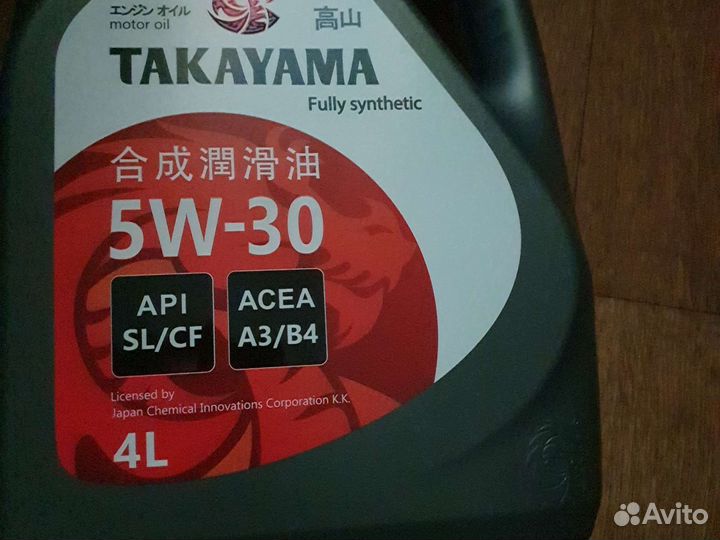 エンジン オイル
motor oil
高山
TAKAYAMA
Fully synthetic
合成潤滑油
5W-30
API
SL/CF
ACEA
A3/B4
Licensed by
Japan Chemical Innovations Corporation K.K.
4L
Avito